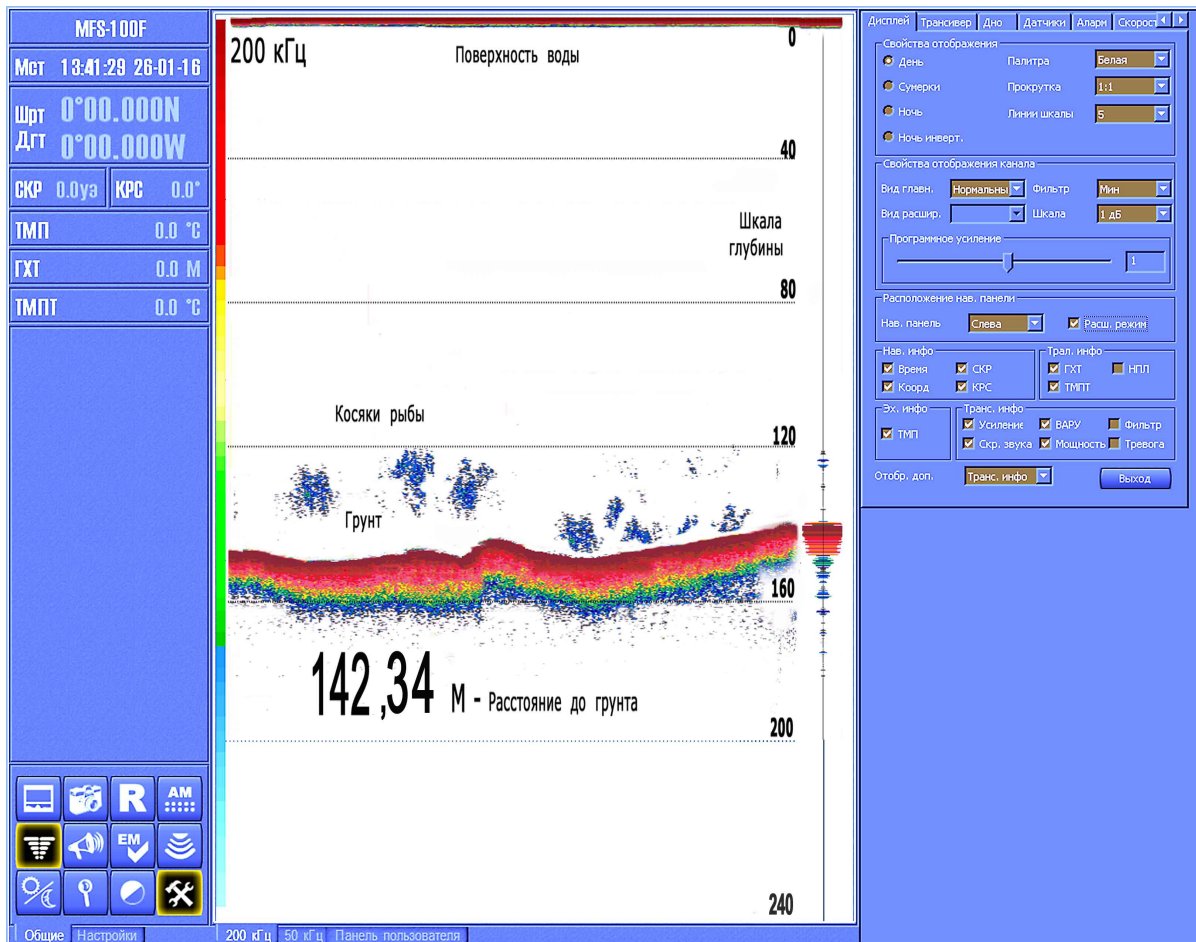 MFS-100F
Мст 13:41:29 26-01-16
Шрт 0°00.000N
Дгт 0°00.000W
СКР 0.0уз КРС 0.0°
ТМП 0.0 °C
ГХТ 0.0 М
ТМПТ 0.0 °C
R
AM
EM
Общие Настройки
200 кГц
Поверхность воды
0
40
Шкала
глубины
80
Косяки рыбы
120
Грунт
160
142,34 М - Расстояние до грунта
200
240
200 кГц 50 кГц Панель пользователя
Дисплей Трансивер Дно Датчики Аларм Скорост
Свойства отображения
День Палитра Белая
Сумерки Прокрутка 1:1
Ночь Линии шкалы 5
Ночь инверт.
Свойства отображения канала
Вид главн. Нормальны Фильтр Мин
Вид расшир. Шкала 1 дБ
Программное усиление
1
Расположение нав. панели
Нав. панель Слева Расш. режим
Нав. инфо Трал. инфо
Время СКР ГХТ НПЛ
Коорд КРС ТМПТ
Эх. инфо Транс. инфо
ТМП Усиление ВАРУ Фильтр
Скр. звука Мощность Тревога
Отобр. доп. Транс. инфо Выход